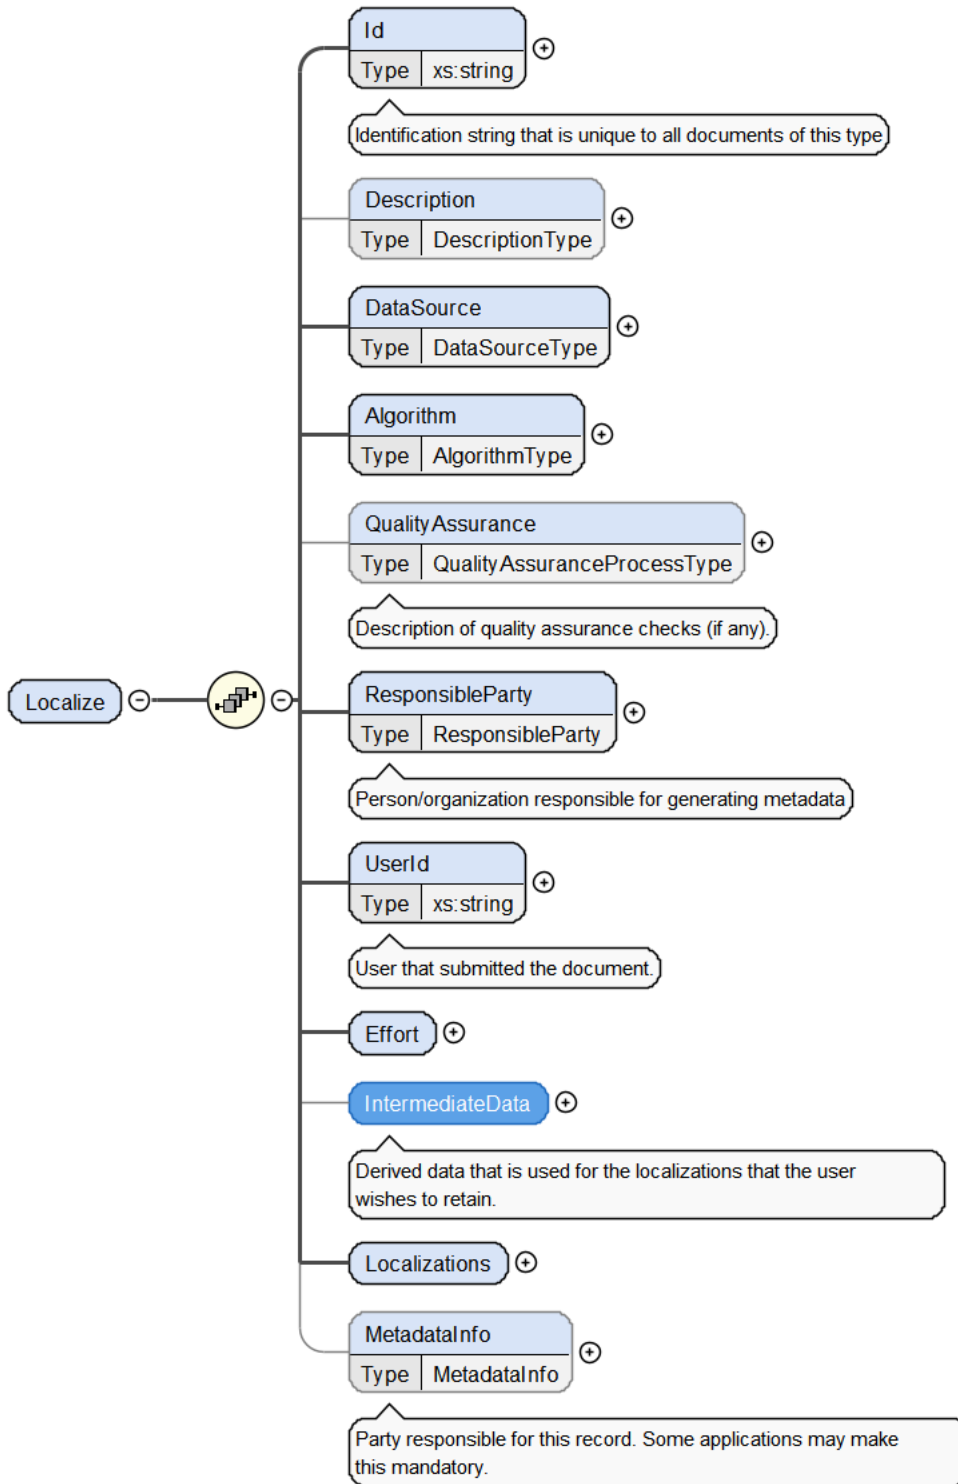 Id
Type xs:string
Identification string that is unique to all documents of this type
Description
Type DescriptionType
DataSource
Type DataSourceType
Algorithm
Type AlgorithmType
QualityAssurance
Type QualityAssuranceProcessType
Description of quality assurance checks (if any).
Localize
ResponsibleParty
Type ResponsibleParty
Person/organization responsible for generating metadata
UserId
Type xs:string
User that submitted the document.
Effort
IntermediateData
Derived data that is used for the localizations that the user
wishes to retain.
Localizations
MetadataInfo
Type MetadataInfo
Party responsible for this record. Some applications may make
this mandatory.